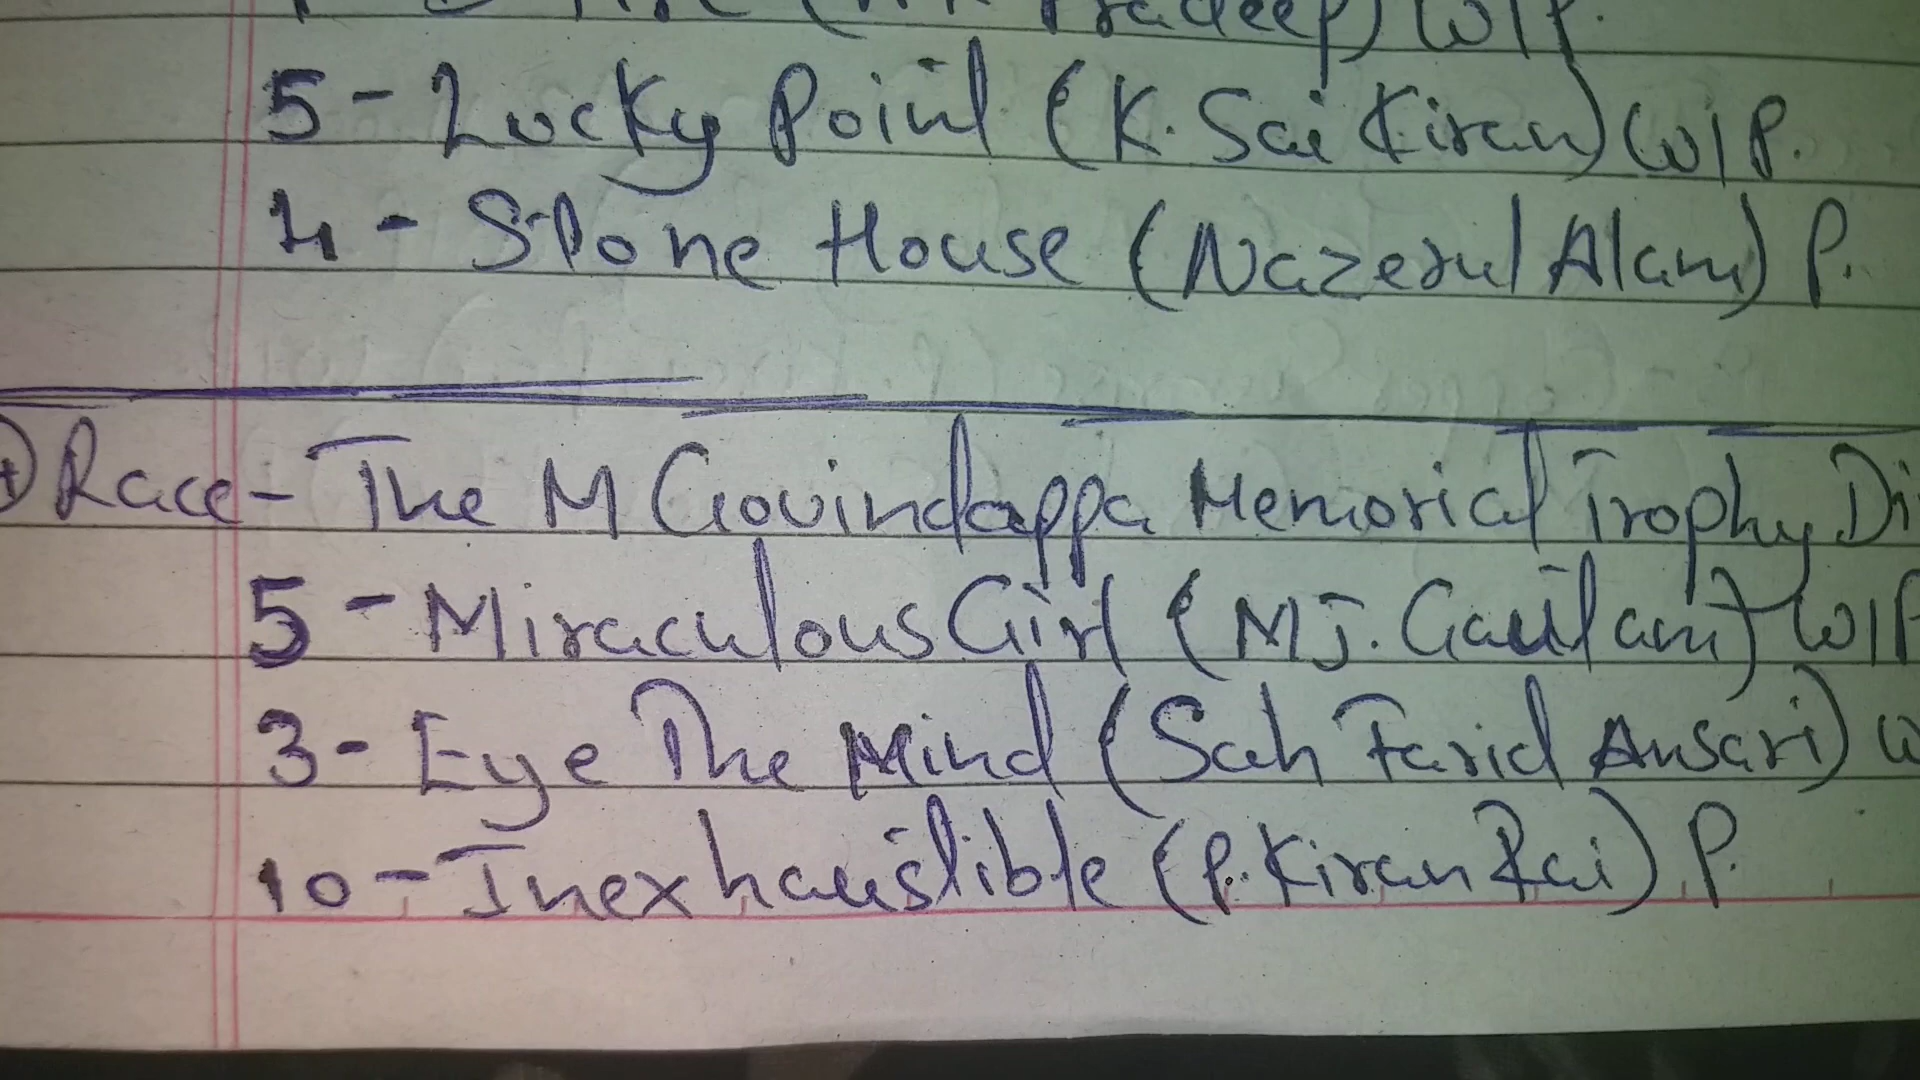 Pradeep) W/P.
5 - Lucky Point (K. Sai Kiran) W/P.
4 - Stone House (Nazerul Alam) P.
Race - The M Govindappa Memorial Trophy Di
5 - Miraculous Girl (M J. Gautam) W/P
3 - Eye The Mind (Sah Farid Ansari) W
10 - Inexhaustible (P. Kiran Rai) P.